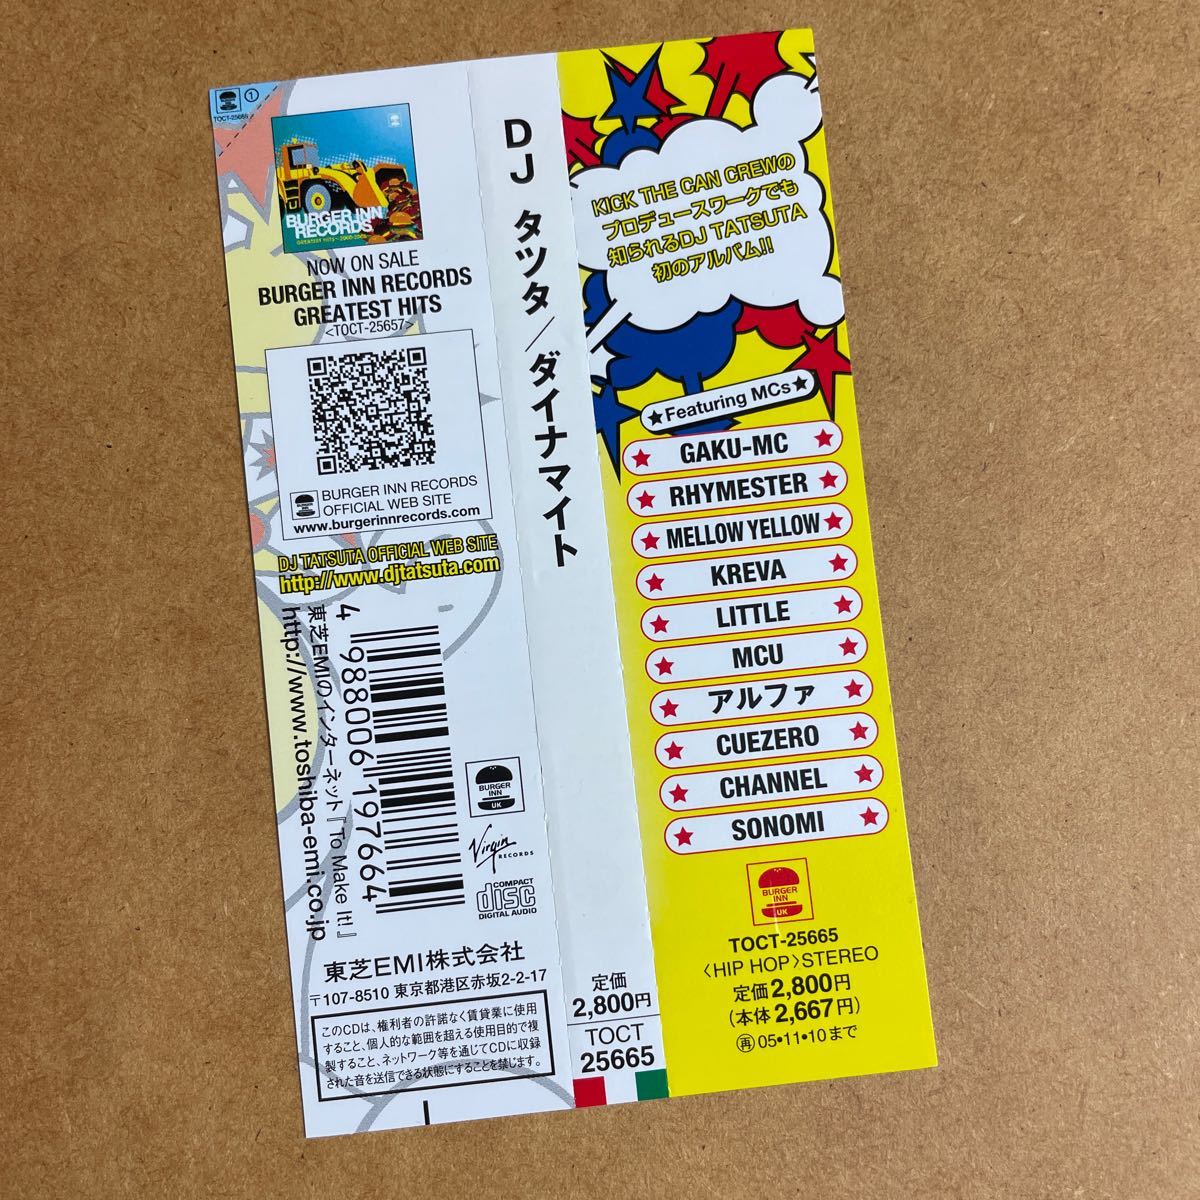 ①
TOCT-25665
BURGER INN
RECORDS
NOW ON SALE
BURGER INN RECORDS
GREATEST HITS
<TOCT-25657>
BURGER INN RECORDS
OFFICIAL WEB SITE
www.burgerinnrecords.com
DJ TATSUTA OFFICIAL WEB SITE
http://www.djtatsuta.com
4 988006 197664
東芝EMIのインターネット『To Make It!』
http://www.toshiba-emi.co.jp
BURGER
INN
UK
Virgin
RECORDS
COMPACT
disc
DIGITAL AUDIO
東芝EMI株式会社
〒107-8510 東京都港区赤坂2-2-17
このCDは、権利者の許諾なく賃貸業に使用
すること、個人的な範囲を超える使用目的で複
製すること、ネットワーク等を通じてCDに収録
された音を送信できる状態にすることを禁じます。
DJ タツタ/ダイナマイト
定価
2,800円
TOCT
25665
KICK THE CAN CREWの
プロデュースワークでも
知られるDJ TATSUTA
初のアルバム!!
★Featuring MCs★
★ GAKU-MC ★
★ RHYMESTER ★
★ MELLOW YELLOW ★
★ KREVA ★
★ LITTLE ★
★ MCU ★
★ アルファ ★
★ CUEZERO ★
★ CHANNEL ★
★ SONOMI ★
BURGER
INN
UK
TOCT-25665
〈HIP HOP〉STEREO
定価2,800円
(本体 2,667円)
㊢05•11•10まで